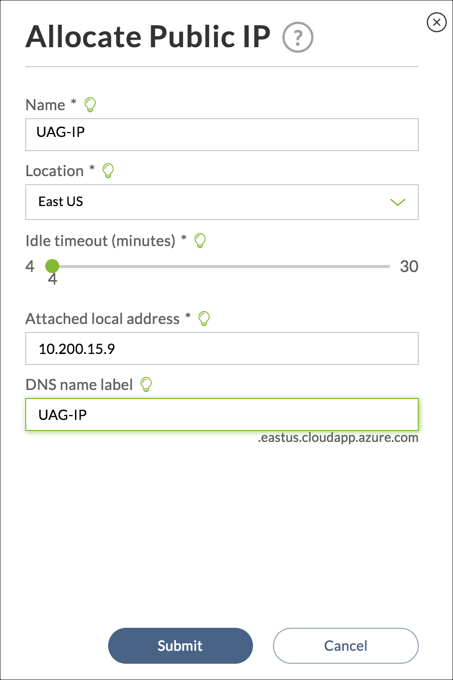 Allocate Public IP ?
Name *
UAG-IP
Location *
East US
Idle timeout (minutes) *
4 30
4
Attached local address *
10.200.15.9
DNS name label
UAG-IP
.eastus.cloudapp.azure.com
Submit Cancel